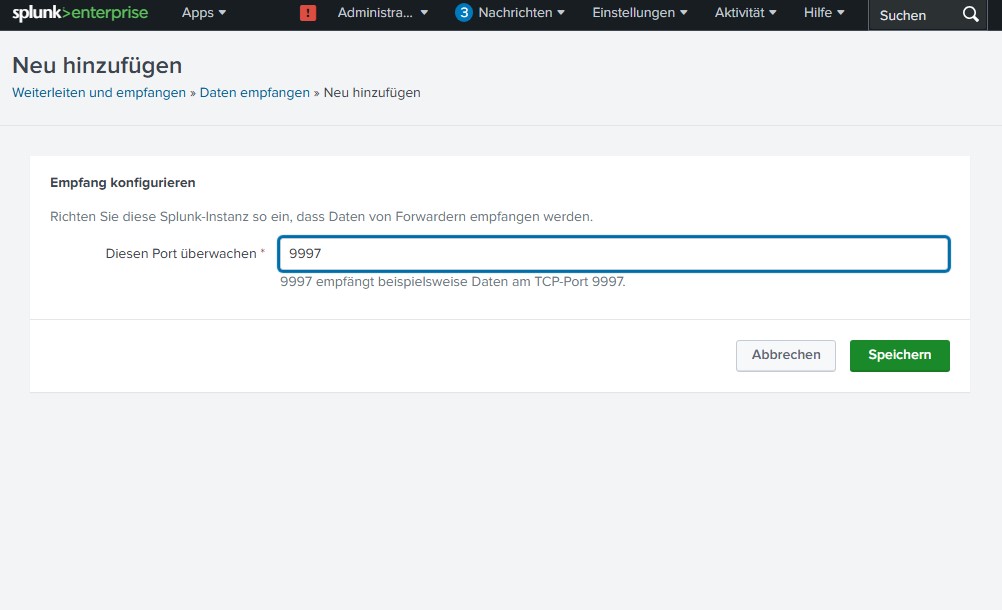 splunk>enterprise Apps ! Administra... 3 Nachrichten Einstellungen Aktivität Hilfe Suchen
Neu hinzufügen
Weiterleiten und empfangen » Daten empfangen » Neu hinzufügen
Empfang konfigurieren
Richten Sie diese Splunk-Instanz so ein, dass Daten von Forwardern empfangen werden.
Diesen Port überwachen * 9997
9997 empfängt beispielsweise Daten am TCP-Port 9997.
Abbrechen Speichern